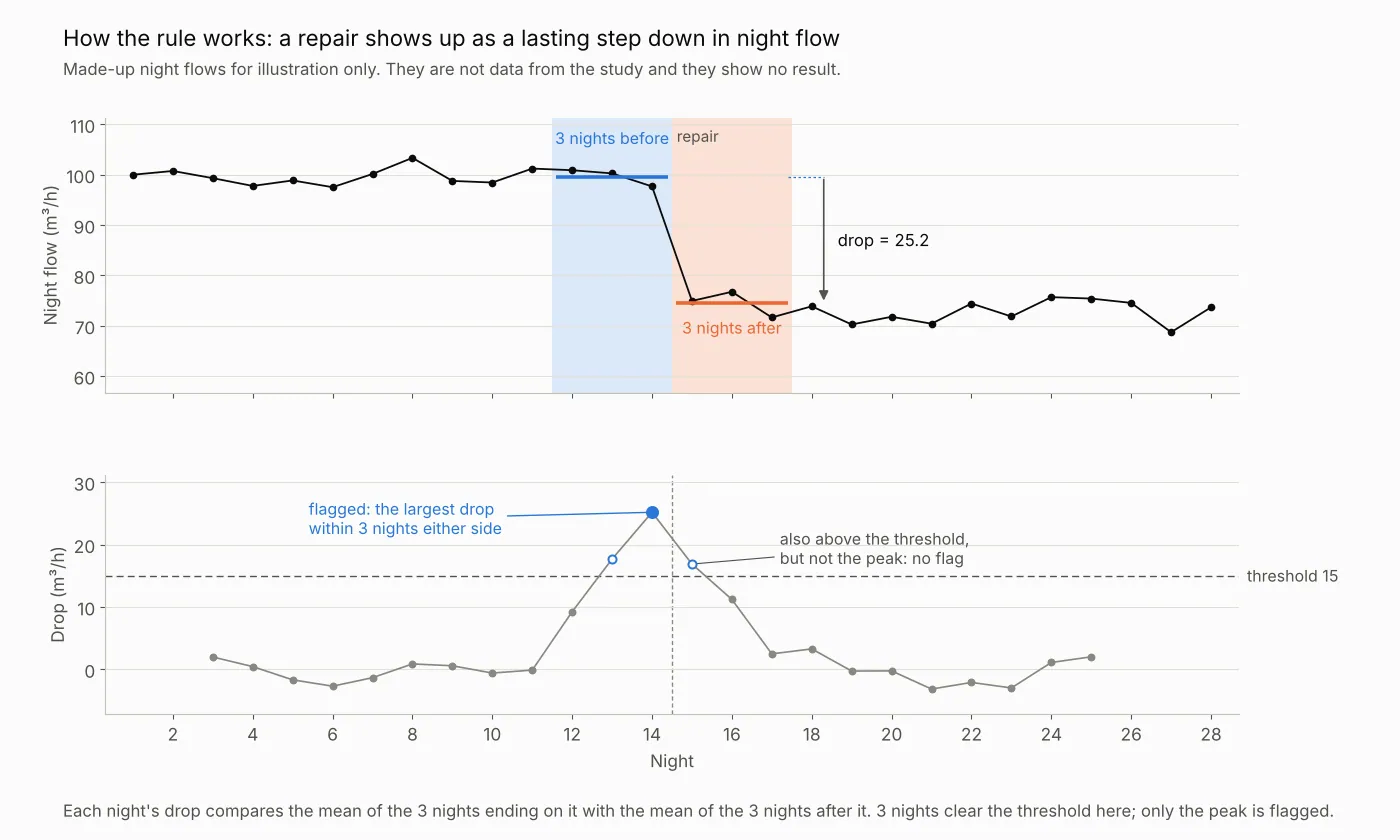 How the rule works: a repair shows up as a lasting step down in night flow
Made-up night flows for illustration only. They are not data from the study and they show no result.
110
100
90
80
70
60
Night flow (m³/h)
3 nights before
repair
drop = 25.2
3 nights after
30
20
10
0
Drop (m³/h)
flagged: the largest drop
within 3 nights either side
also above the threshold,
but not the peak: no flag
threshold 15
2 4 6 8 10 12 14 16 18 20 22 24 26 28
Night
Each night's drop compares the mean of the 3 nights ending on it with the mean of the 3 nights after it. 3 nights clear the threshold here; only the peak is flagged.